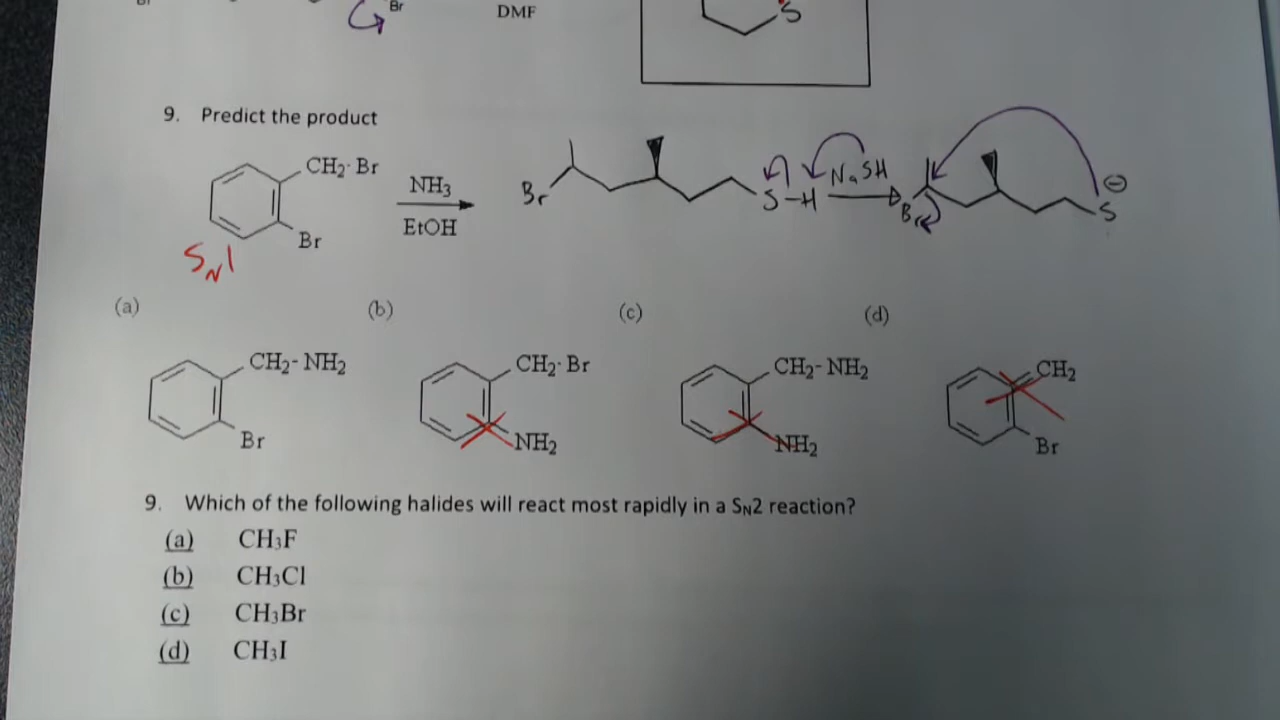 Br
Br
DMF
S
9. Predict the product
CH₂- Br
Br
NH₃
EtOH
SN1
Br
S-H
NaSH
Br
S
⊖
(a)
(b)
(c)
(d)
CH₂- NH₂
Br
CH₂- Br
NH₂
CH₂- NH₂
NH₂
CH₂
Br
9. Which of the following halides will react most rapidly in a SN2 reaction?
(a) CH₃F
(b) CH₃Cl
(c) CH₃Br
(d) CH₃I